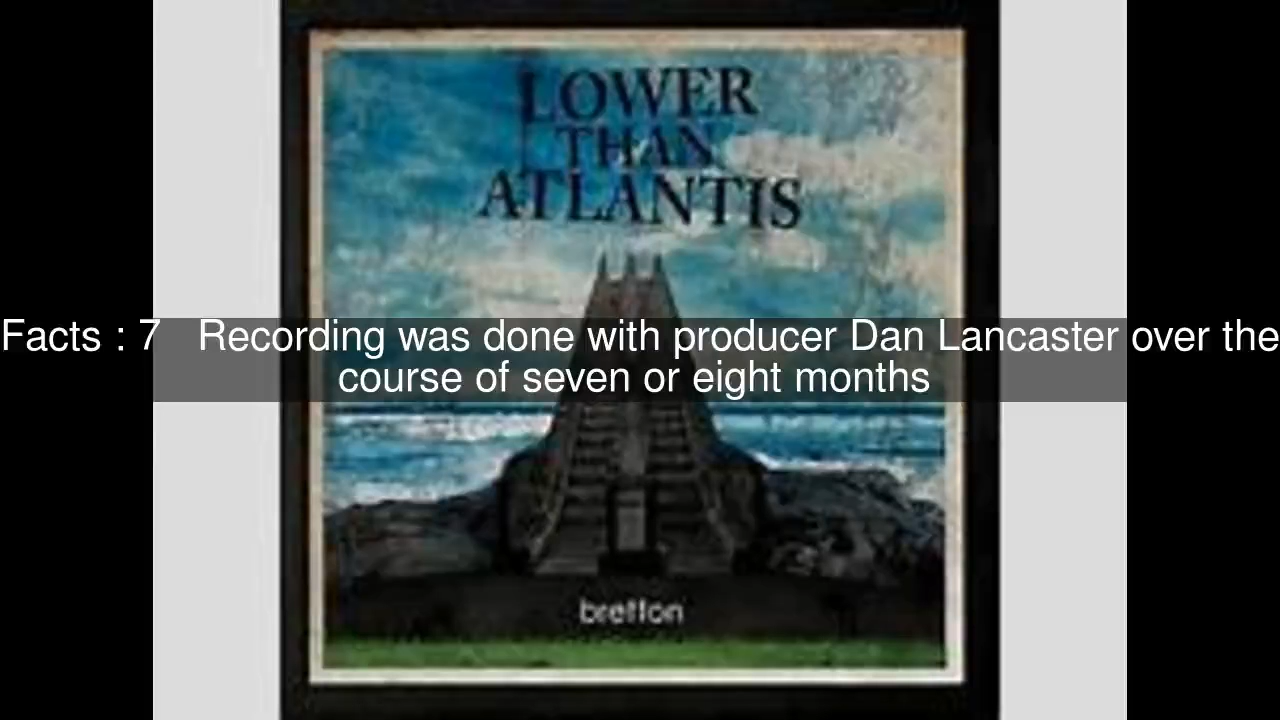 LOWER
THAN
ATLANTIS
Facts : 7 Recording was done with producer Dan Lancaster over the
course of seven or eight months
bretton